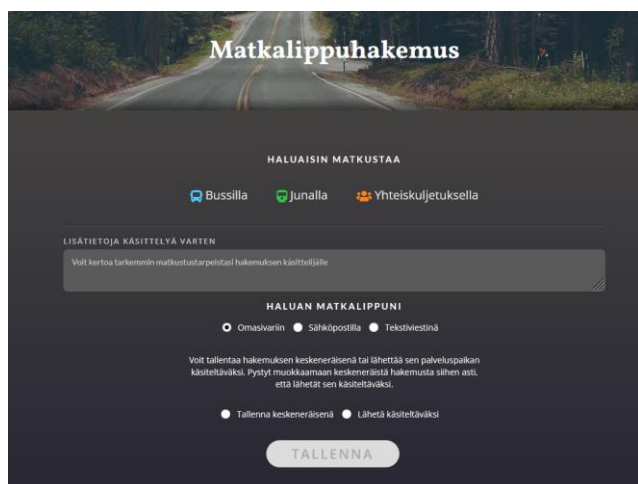 Matkalippuhakemus
HALUAISIN MATKUSTAA
Bussilla Junalla Yhteiskuljetuksella
LISÄTIETOJA KÄSITTELYÄ VARTEN
Voit kertoa tarkemmin matkustustarpeistasi hakemuksen käsittelijälle
HALUAN MATKALIPPUNI
Omasivariin Sähköpostilla Tekstiviestinä
Voit tallentaa hakemuksen keskeneräisenä tai lähettää sen palveluspaikan
käsiteltäväksi. Pystyt muokkaamaan keskeneräistä hakemusta siihen asti,
että lähetät sen käsiteltäväksi.
Tallenna keskeneräisenä Lähetä käsiteltäväksi
TALLENNA